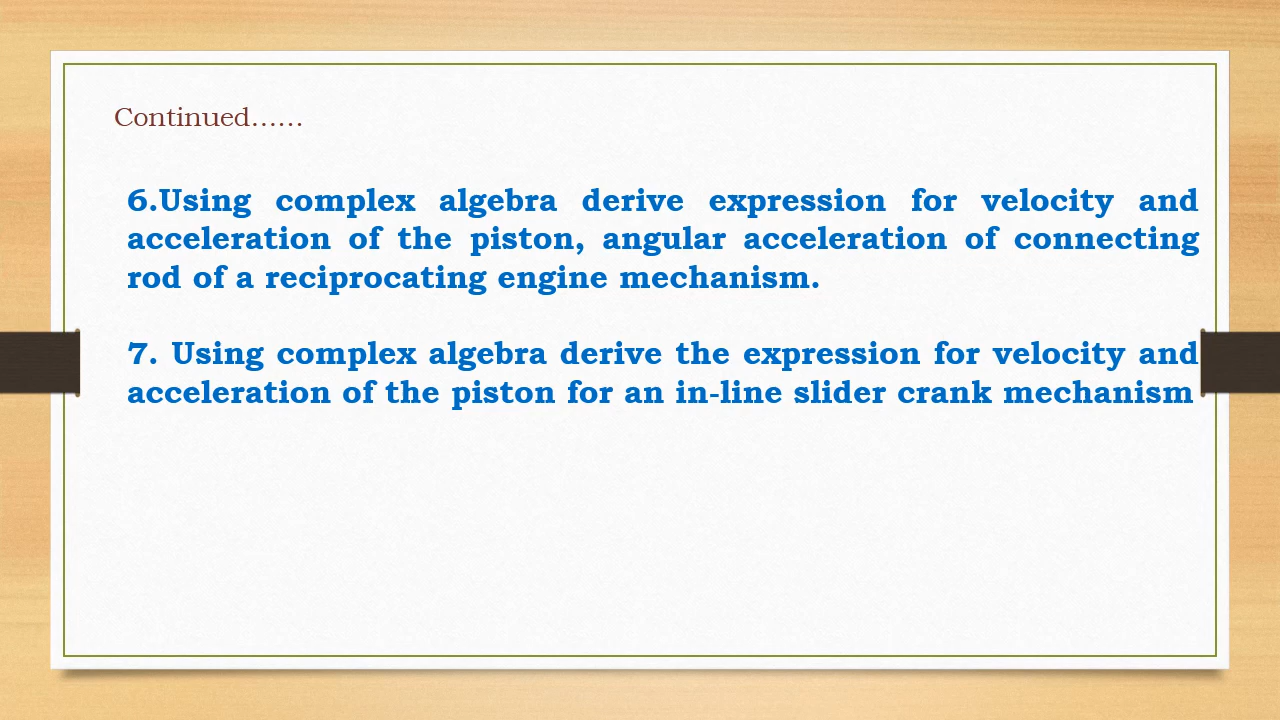 Continued……
6.Using complex algebra derive expression for velocity and
acceleration of the piston, angular acceleration of connecting
rod of a reciprocating engine mechanism.
7. Using complex algebra derive the expression for velocity and
acceleration of the piston for an in-line slider crank mechanism